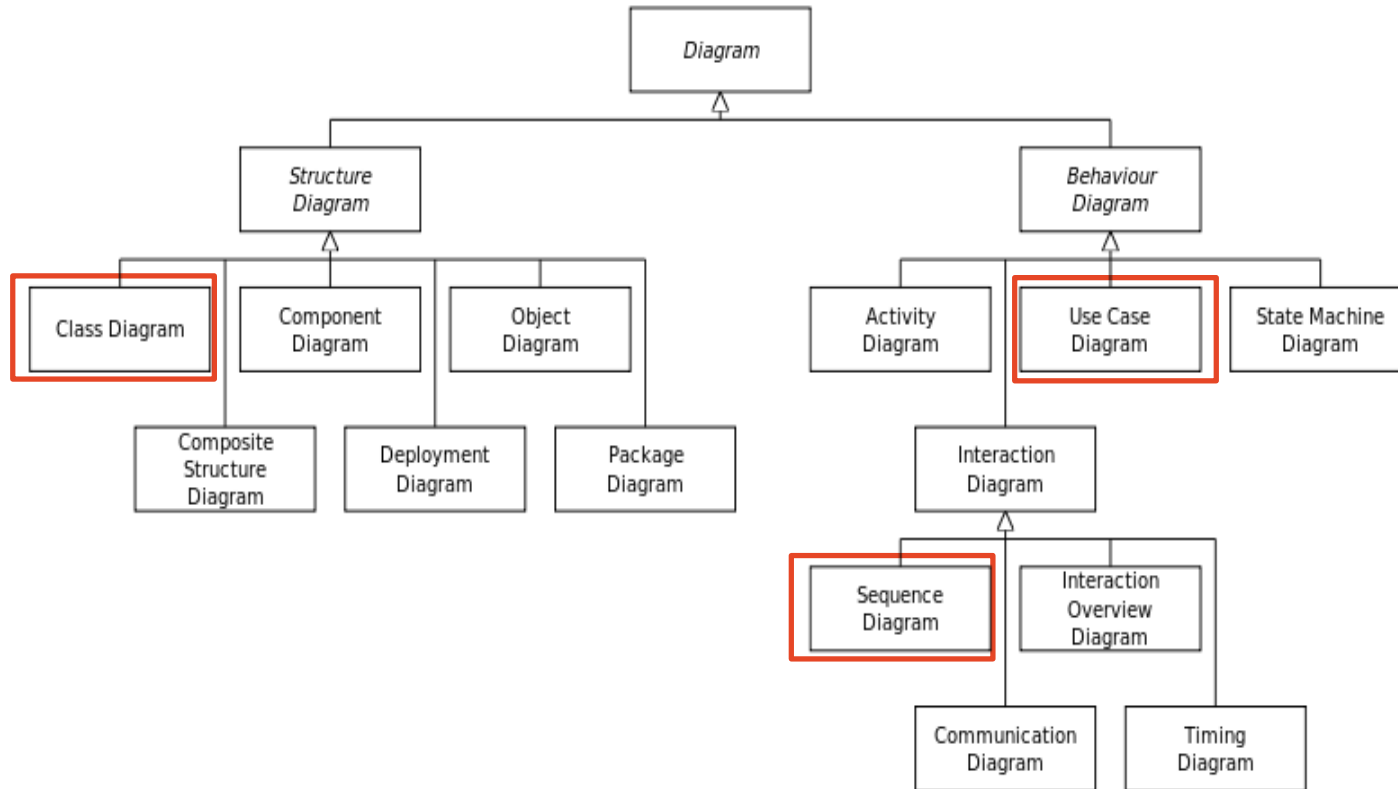 Diagram
Structure
Diagram
Behaviour
Diagram
Class Diagram
Component
Diagram
Object
Diagram
Activity
Diagram
Use Case
Diagram
State Machine
Diagram
Composite
Structure
Diagram
Deployment
Diagram
Package
Diagram
Interaction
Diagram
Sequence
Diagram
Interaction
Overview
Diagram
Communication
Diagram
Timing
Diagram